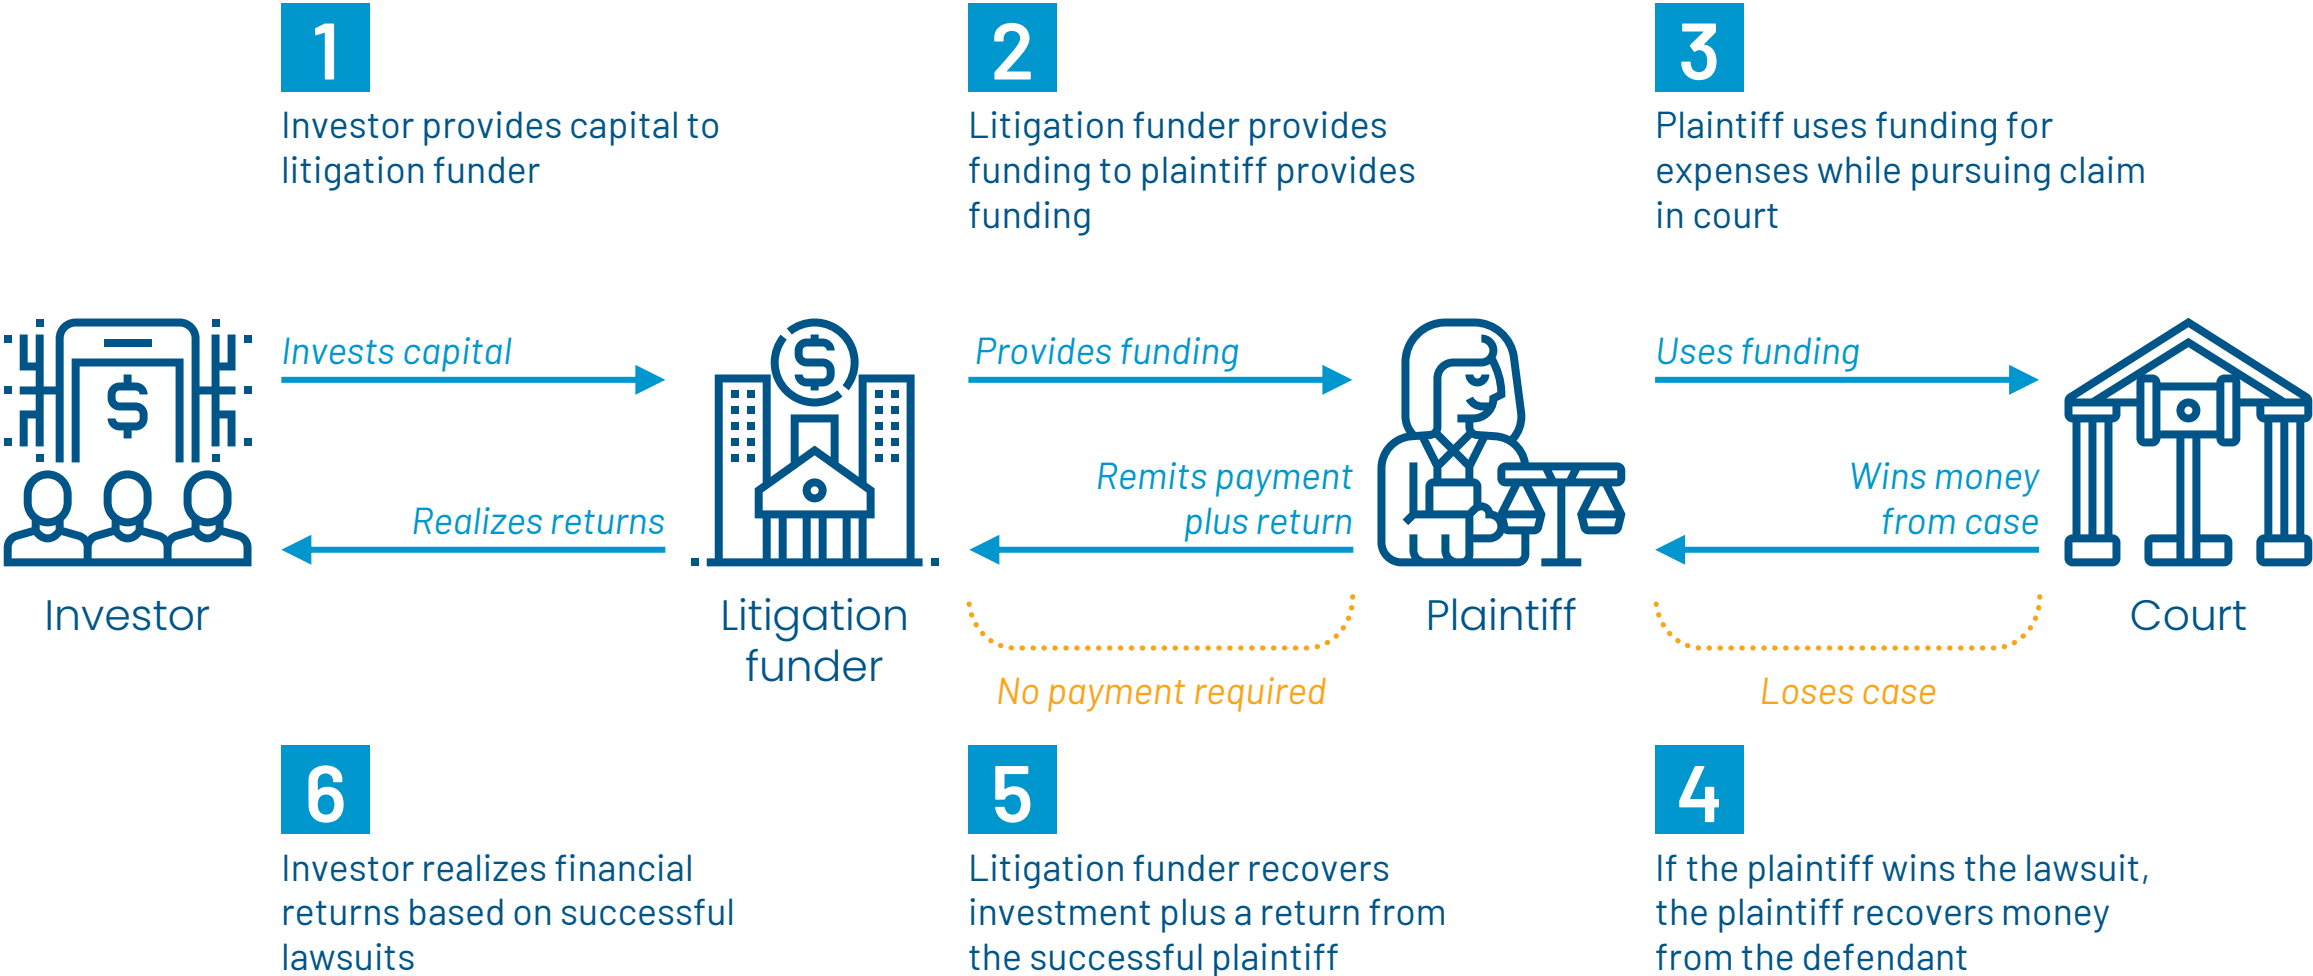 1
Investor provides capital to
litigation funder
2
Litigation funder provides
funding to plaintiff provides
funding
3
Plaintiff uses funding for
expenses while pursuing claim
in court
Invests capital
Provides funding
Uses funding
Realizes returns
Remits payment
plus return
Wins money
from case
Investor
Litigation
funder
Plaintiff
Court
No payment required
Loses case
6
Investor realizes financial
returns based on successful
lawsuits
5
Litigation funder recovers
investment plus a return from
the successful plaintiff
4
If the plaintiff wins the lawsuit,
the plaintiff recovers money
from the defendant